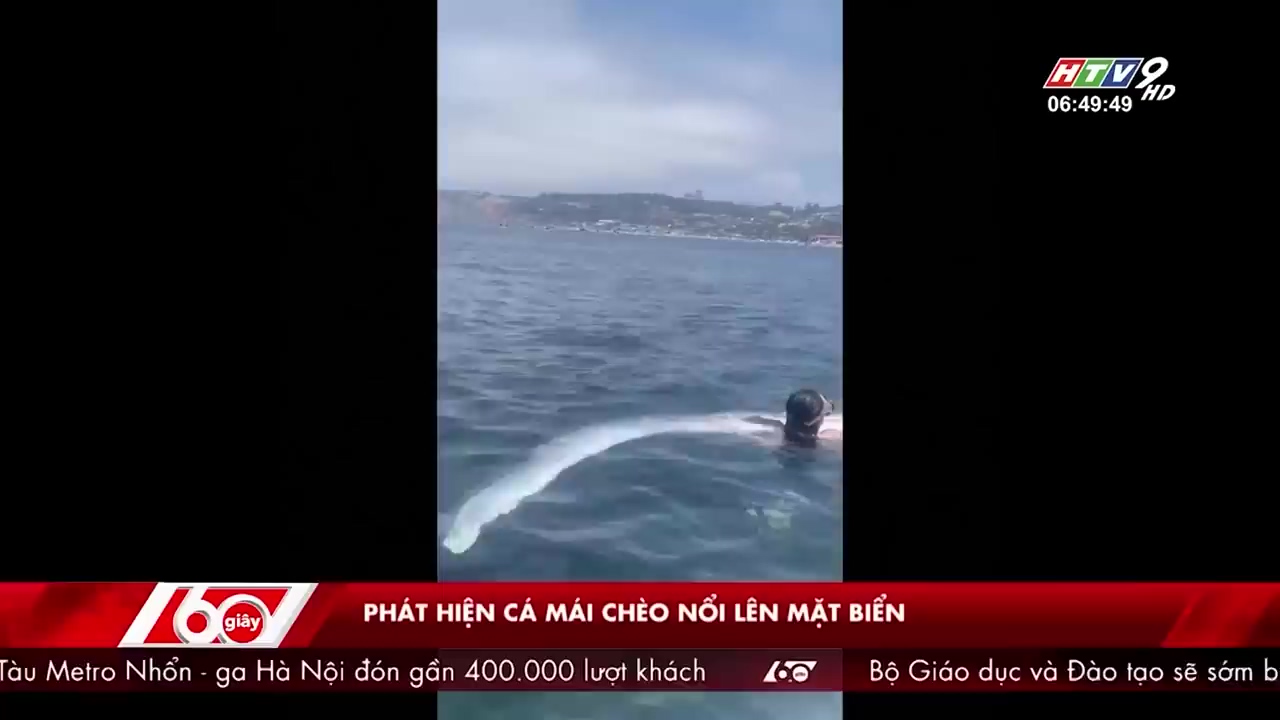 HTV9 HD
06:49:49
60 giây
PHÁT HIỆN CÁ MÁI CHÈO NỔI LÊN MẶT BIỂN
Tàu Metro Nhổn - ga Hà Nội đón gần 400.000 lượt khách 60 giây Bộ Giáo dục và Đào tạo sẽ sớm b